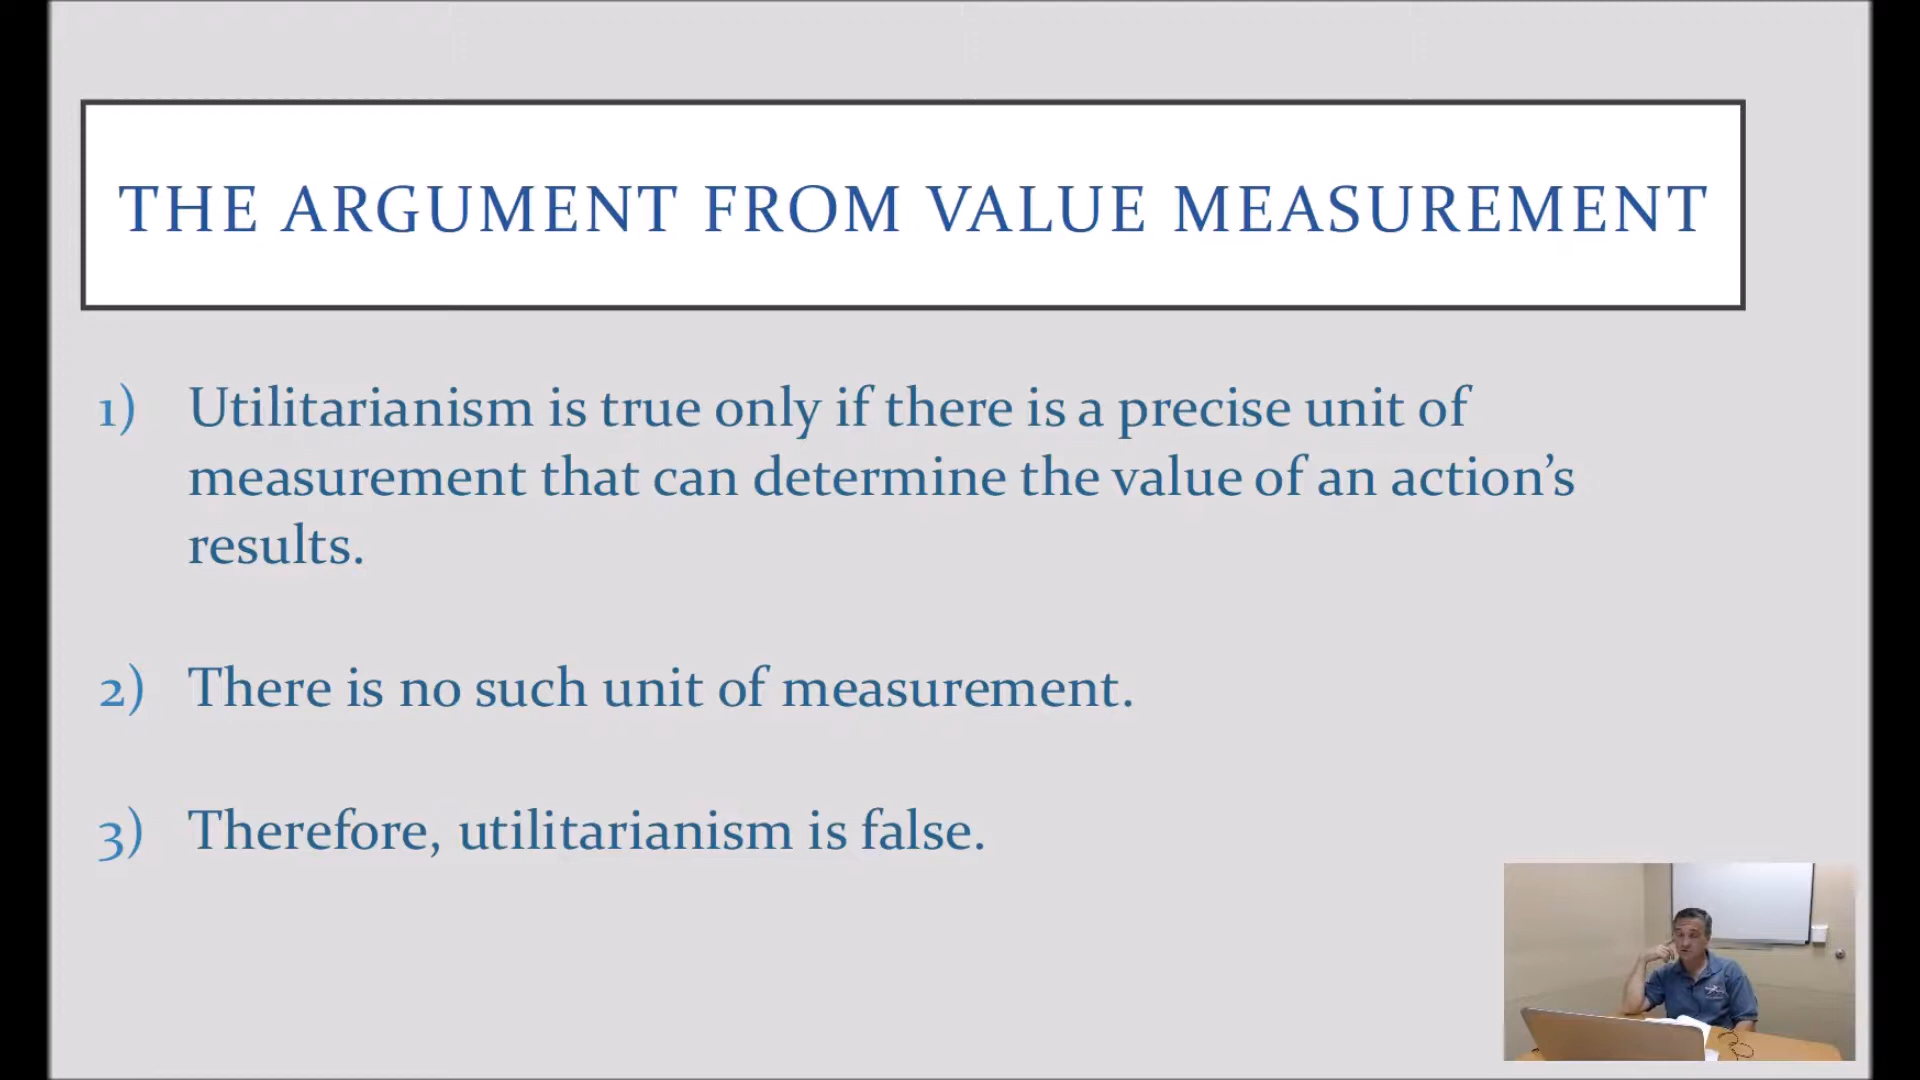 THE ARGUMENT FROM VALUE MEASUREMENT
1) Utilitarianism is true only if there is a precise unit of
measurement that can determine the value of an action’s
results.
2) There is no such unit of measurement.
3) Therefore, utilitarianism is false.